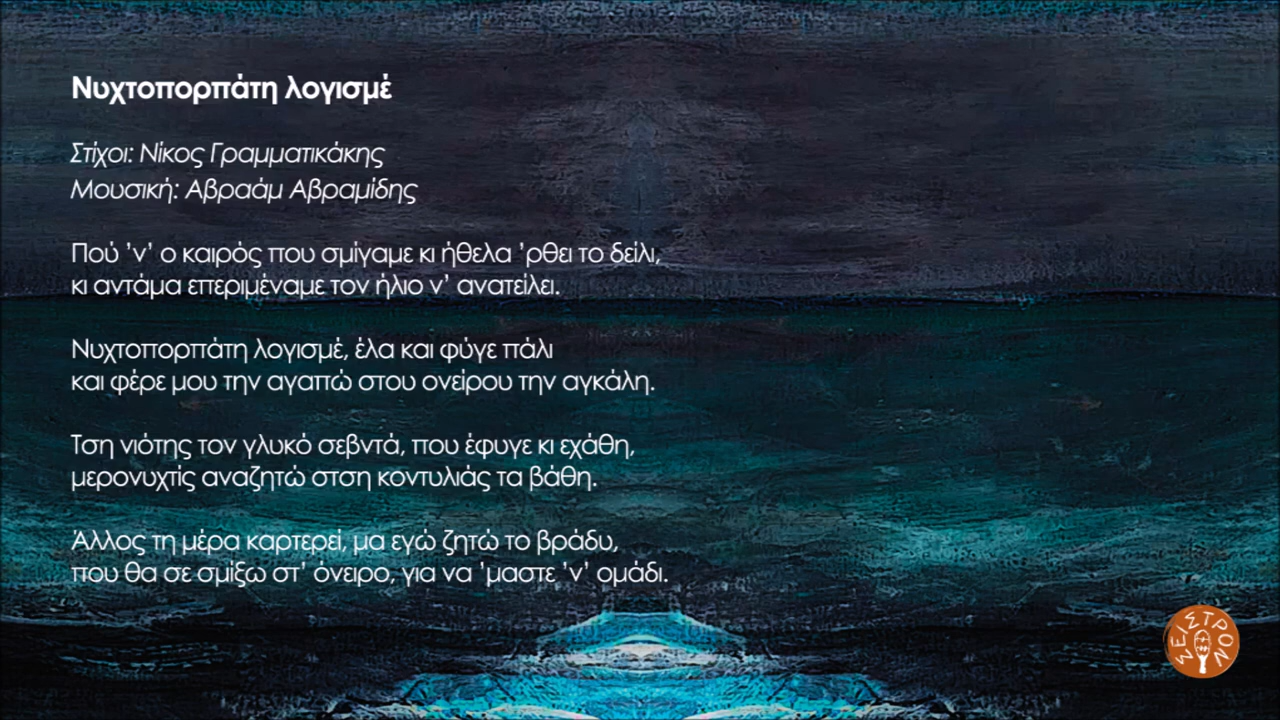 Νυχτοπορπάτη λογισμέ
Στίχοι: Νίκος Γραμματικάκης
Μουσική: Αβραάμ Αβραμίδης
Πού ’ν’ ο καιρός που σμίγαμε κι ήθελα ’ρθει το δείλι,
κι αντάμα επεριμέναμε τον ήλιο ν’ ανατείλει.
Νυχτοπορπάτη λογισμέ, έλα και φύγε πάλι
και φέρε μου την αγαπώ στου ονείρου την αγκάλη.
Τση νιότης τον γλυκό σεβντά, που έφυγε κι εχάθη,
μερονυχτίς αναζητώ στση κοντυλιάς τα βάθη.
Άλλος τη μέρα καρτερεί, μα εγώ ζητώ το βράδυ,
που θα σε σμίξω στ’ όνειρο, για να ’μαστε ’ν’ ομάδι.
ΣΕΙΣΤΡΟΝ